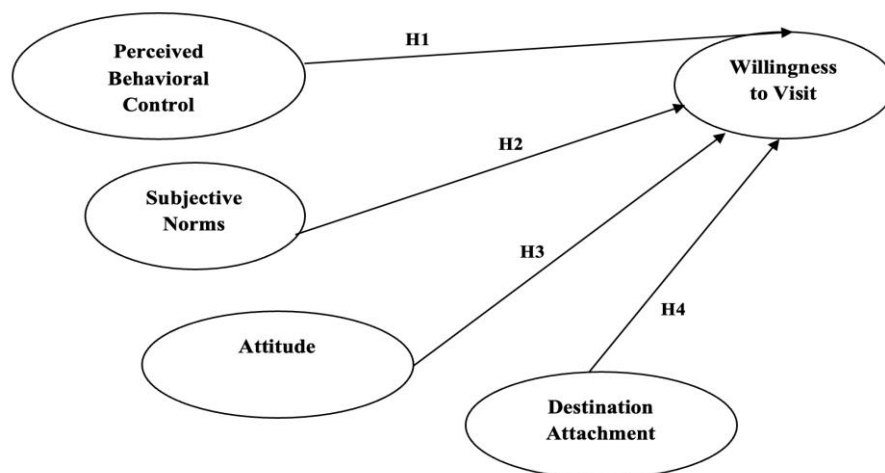 H1
Perceived
Behavioral
Control
Willingness
to Visit
H2
Subjective
Norms
H3
Attitude
H4
Destination
Attachment